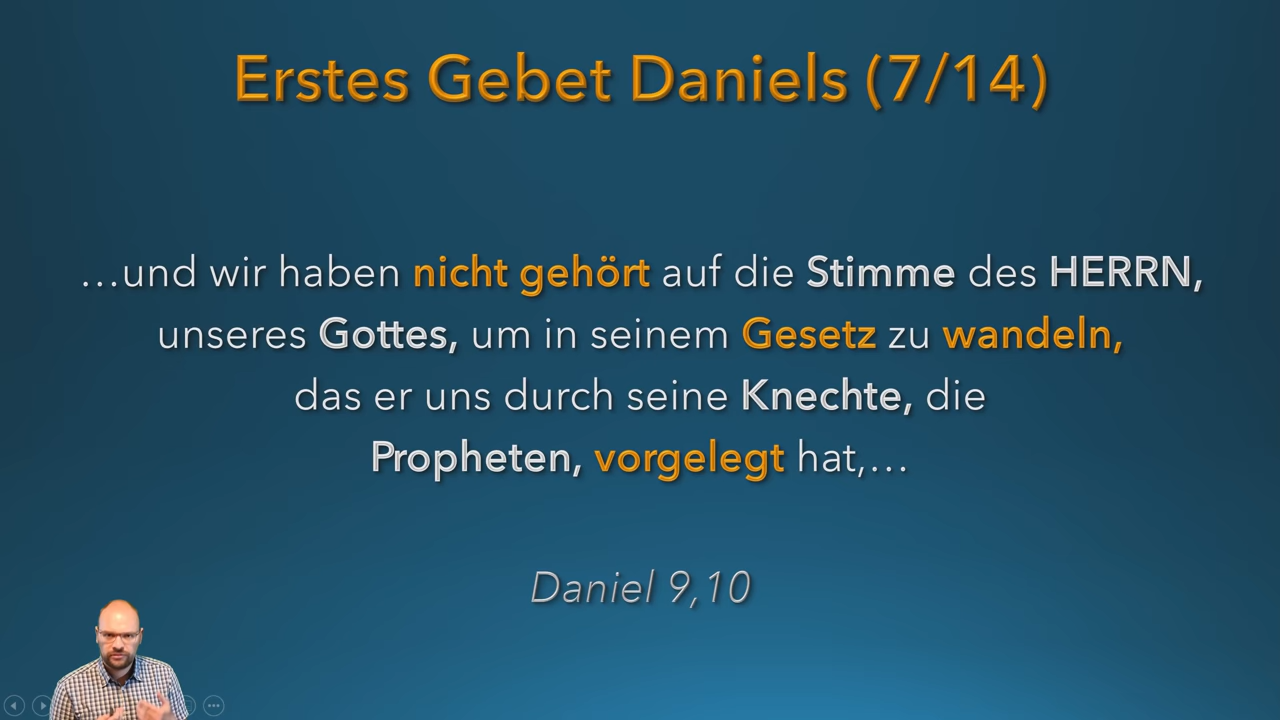 Erstes Gebet Daniels (7/14)
…und wir haben nicht gehört auf die Stimme des HERRN,
unseres Gottes, um in seinem Gesetz zu wandeln,
das er uns durch seine Knechte, die
Propheten, vorgelegt hat,…
Daniel 9,10